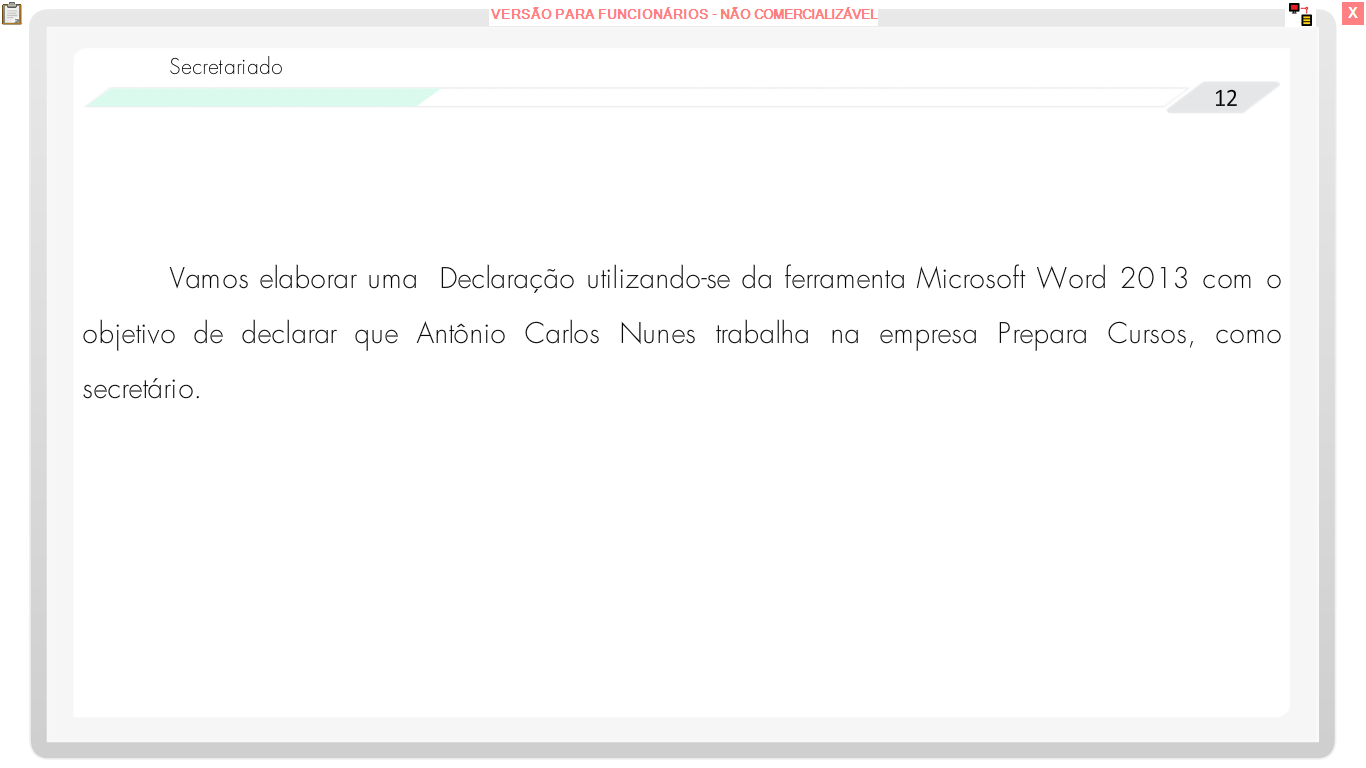 VERSÃO PARA FUNCIONÁRIOS - NÃO COMERCIALIZÁVEL
X
Secretariado
12
Vamos elaborar uma Declaração utilizando-se da ferramenta Microsoft Word 2013 com o
objetivo de declarar que Antônio Carlos Nunes trabalha na empresa Prepara Cursos, como
secretário.